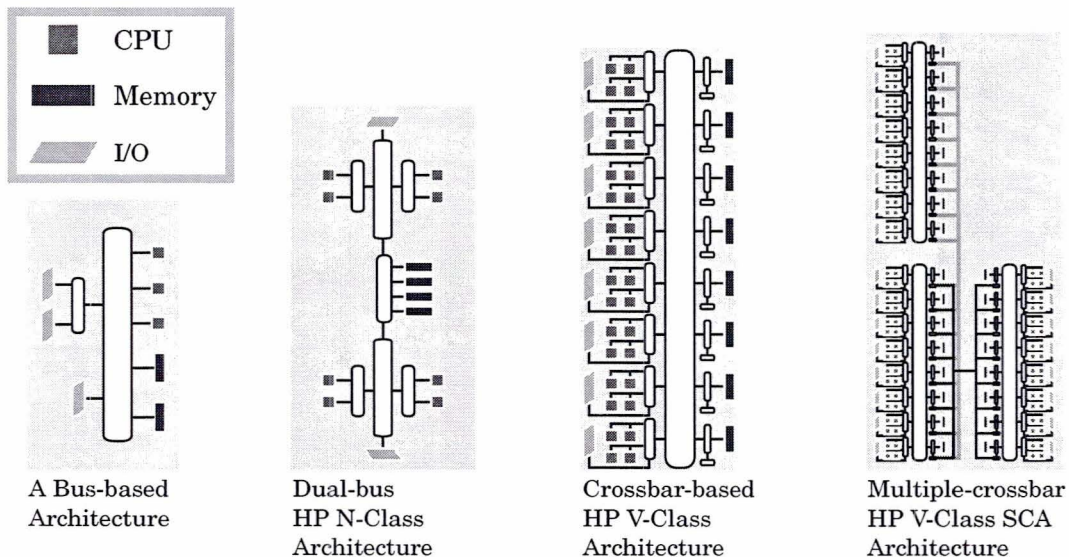 CPU
Memory
I/O
A Bus-based
Architecture
Dual-bus
HP N-Class
Architecture
Crossbar-based
HP V-Class
Architecture
Multiple-crossbar
HP V-Class SCA
Architecture